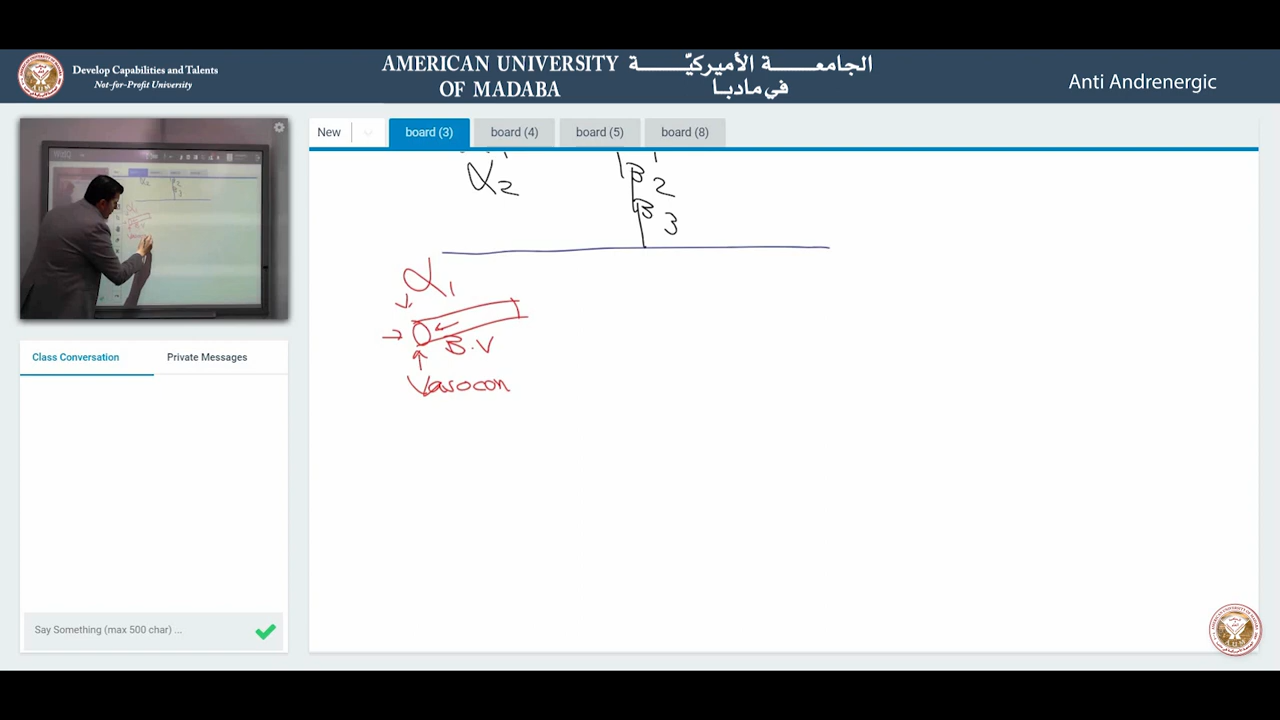 Develop Capabilities and Talents
Not-for-Profit University
AMERICAN UNIVERSITY
OF MADABA
الجامعــــة الأميركيّــــة
في مادبـا
Anti Andrenergic
New
board (3)
board (4)
board (5)
board (8)
α2
β2
β3
α1
B.V
Vasocon
Class Conversation
Private Messages
Say Something (max 500 char) ...